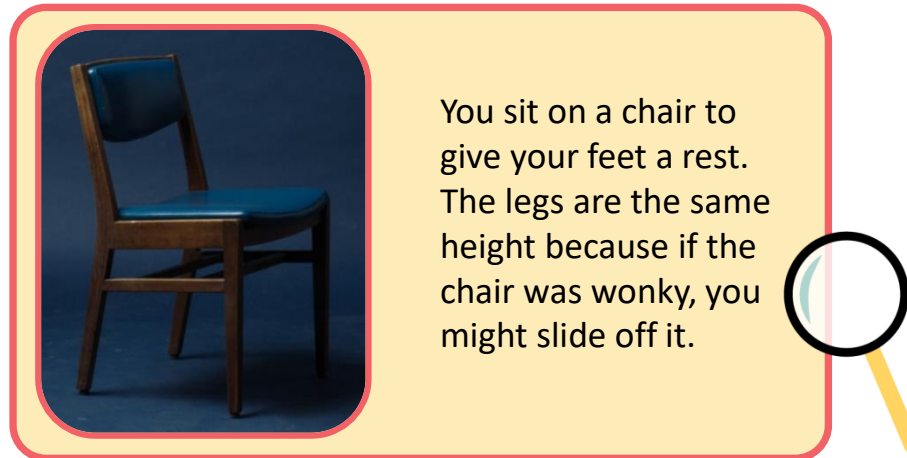 You sit on a chair to
give your feet a rest.
The legs are the same
height because if the
chair was wonky, you
might slide off it.